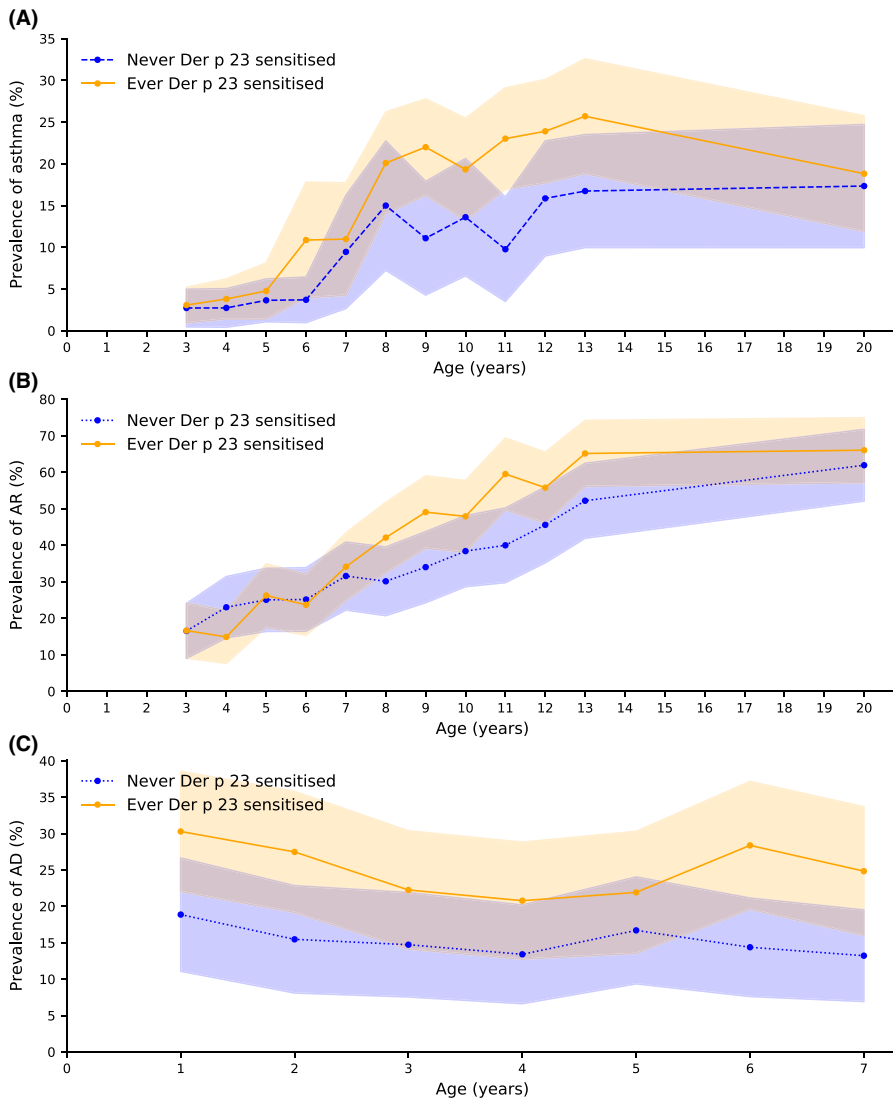 (A)
Prevalence of asthma (%)
35
30
25
20
15
10
5
0
Never Der p 23 sensitised
Ever Der p 23 sensitised
0 1 2 3 4 5 6 7 8 9 10 11 12 13 14 15 16 17 18 19 20
Age (years)
(B)
Prevalence of AR (%)
80
70
60
50
40
30
20
10
0
Never Der p 23 sensitised
Ever Der p 23 sensitised
0 1 2 3 4 5 6 7 8 9 10 11 12 13 14 15 16 17 18 19 20
Age (years)
(C)
Prevalence of AD (%)
40
35
30
25
20
15
10
5
0
Never Der p 23 sensitised
Ever Der p 23 sensitised
0 1 2 3 4 5 6 7
Age (years)